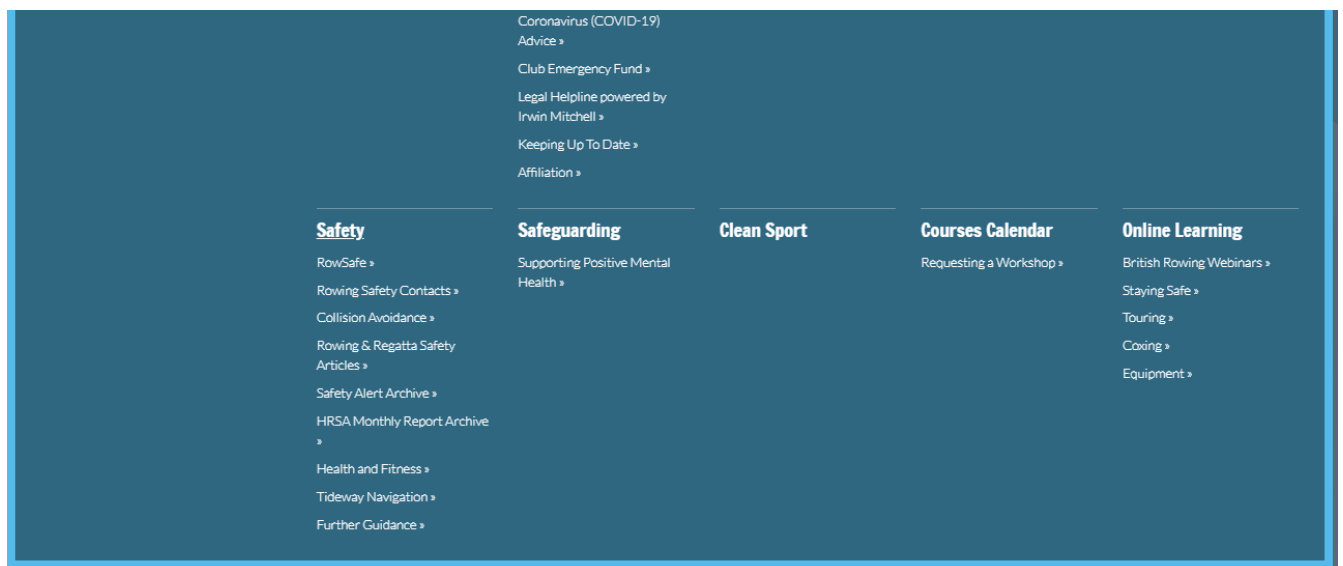 Coronavirus (COVID-19)
Advice »
Club Emergency Fund »
Legal Helpline powered by
Irwin Mitchell »
Keeping Up To Date »
Affiliation »
Safety
RowSafe »
Rowing Safety Contacts »
Collision Avoidance »
Rowing & Regatta Safety
Articles »
Safety Alert Archive »
HRSA Monthly Report Archive
»
Health and Fitness »
Tideway Navigation »
Further Guidance »
Safeguarding
Supporting Positive Mental
Health »
Clean Sport
Courses Calendar
Requesting a Workshop »
Online Learning
British Rowing Webinars »
Staying Safe »
Touring »
Coxing »
Equipment »